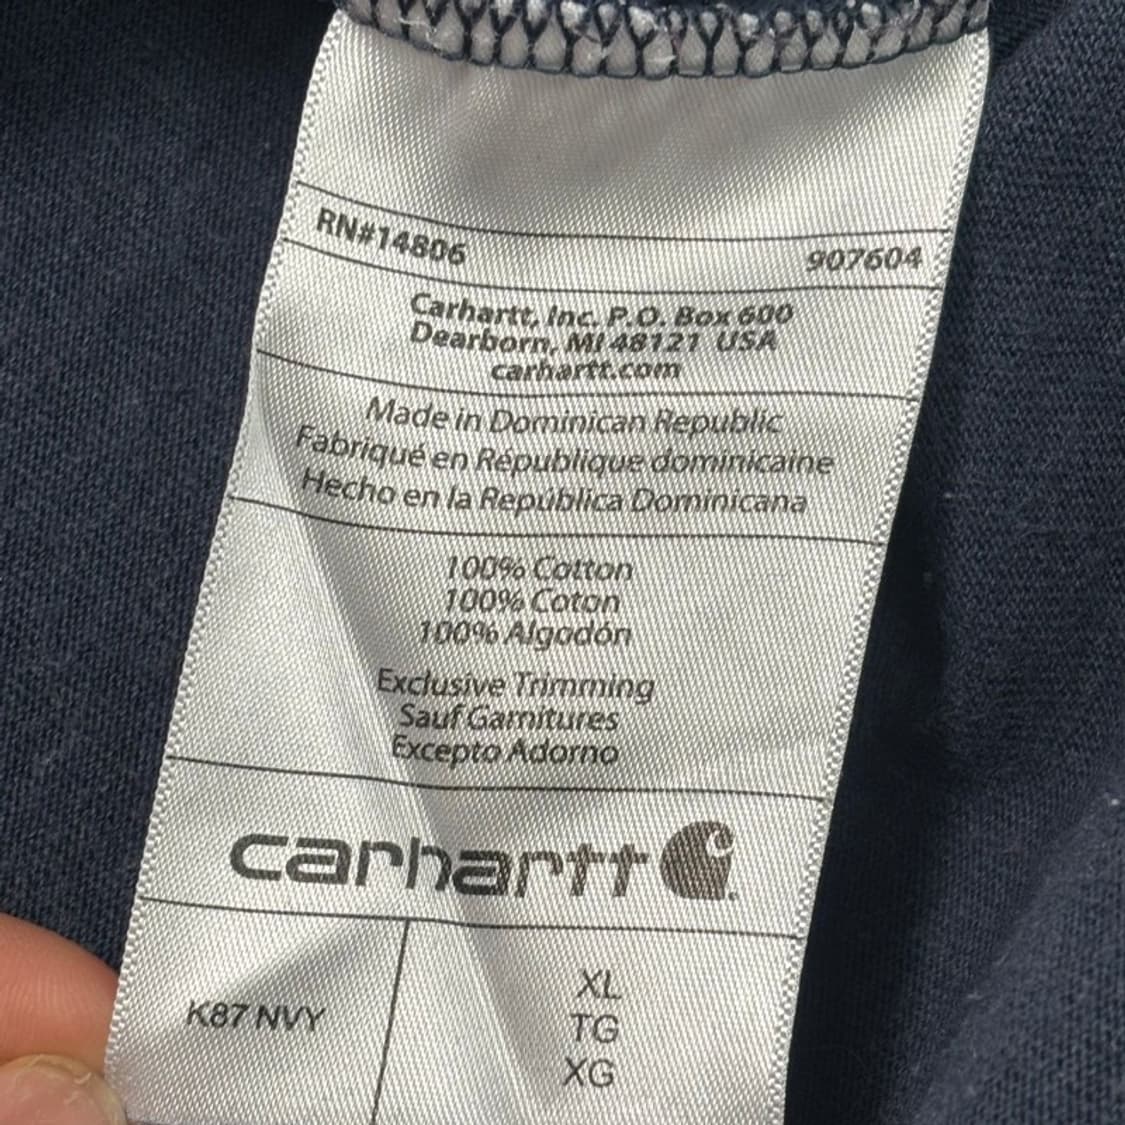 RN#14806 907604
Carhartt, Inc. P.O. Box 600
Dearborn, MI 48121 USA
carhartt.com
Made in Dominican Republic
Fabriqué en République dominicaine
Hecho en la República Dominicana
100% Cotton
100% Coton
100% Algodón
Exclusive Trimming
Sauf Garnitures
Excepto Adorno
carhartt
K87 NVY
XL
TG
XG